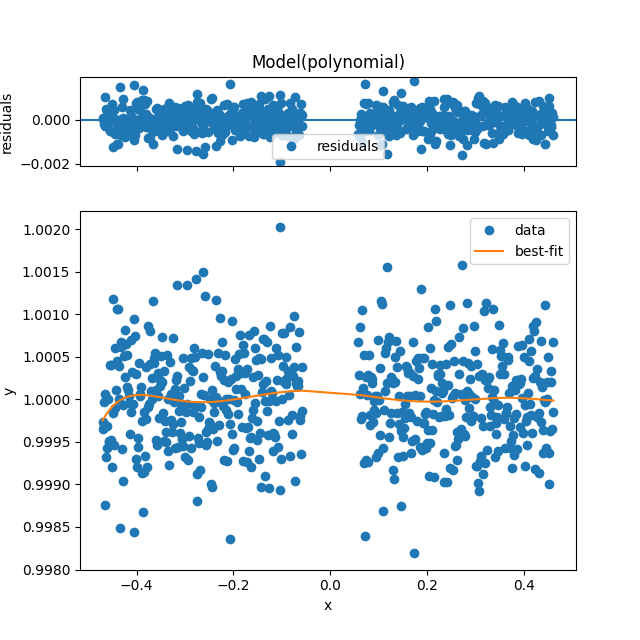 Model(polynomial)
residuals
0.000
−0.002
residuals
1.0020
1.0015
1.0010
1.0005
1.0000
0.9995
0.9990
0.9985
0.9980
y
data
best-fit
−0.4
−0.2
0.0
0.2
0.4
x